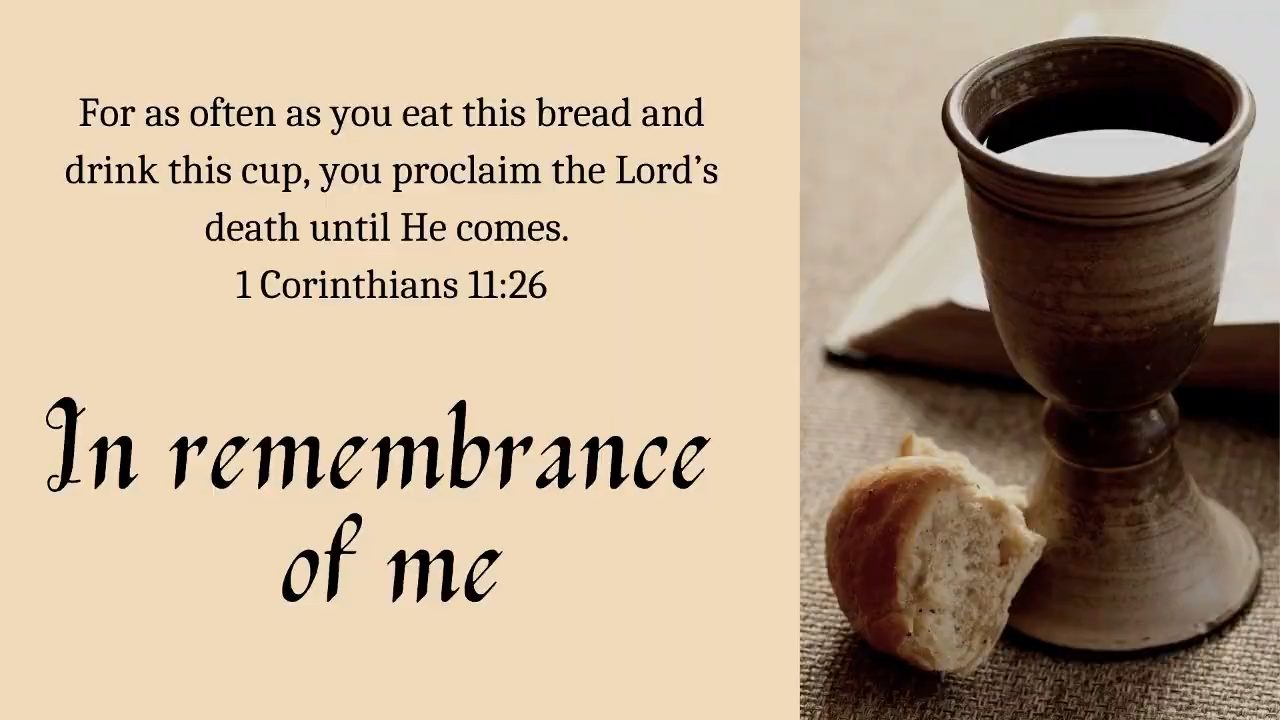 For as often as you eat this bread and
drink this cup, you proclaim the Lord’s
death until He comes.
1 Corinthians 11:26
In remembrance
of me